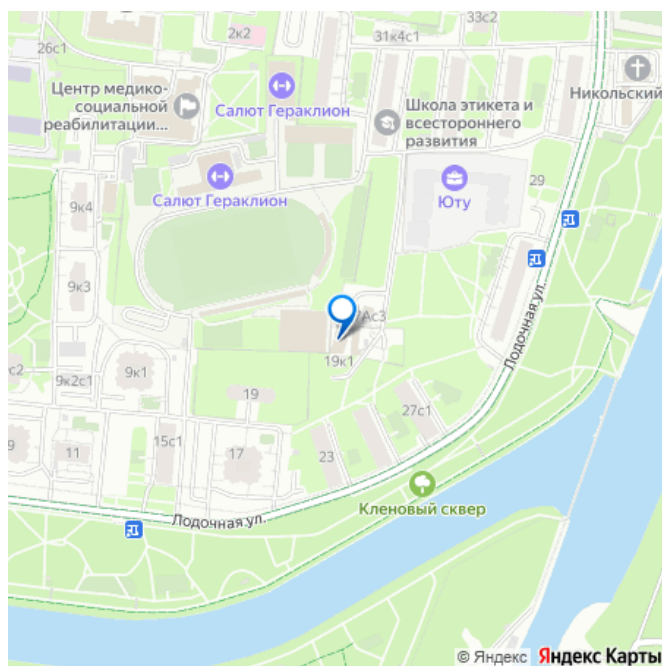 33с2
2к2
31к4с1
26с1
Центр медико-
социальной
реабилитации...
Салют Гераклион
Школа этикета и
всестороннего
развития
Никольский
Салют Гераклион
Юту
29
9к4
9к3
Лодочная ул.
Ас3
19к1
9к2с1
9к1
19
27с1
15с1
17
23
9
11
Кленовый сквер
Лодочная ул.
© Яндекс Яндекс Карты